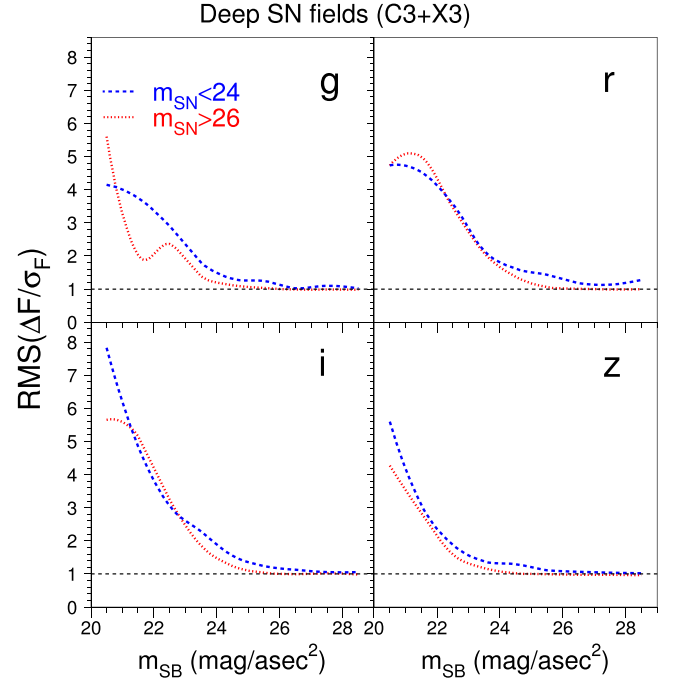 Deep SN fields (C3+X3)
RMS(ΔF/σ_F)
8
7
6
5
4
3
2
1
0
g
m_SN<24
m_SN>26
r
8
7
6
5
4
3
2
1
0
i
z
20 22 24 26 28
20 22 24 26 28
m_SB (mag/asec²)
m_SB (mag/asec²)